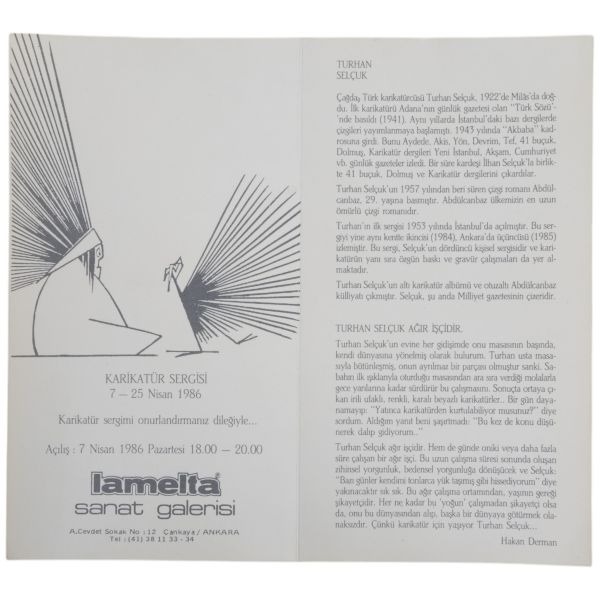 KARİKATÜR SERGİSİ
7 — 25 Nisan 1986
Karikatür sergimi onurlandırmanız dileğiyle...
Açılış : 7 Nisan 1986 Pazartesi 18.00 — 20.00
lamelta
sanat galerisi
A.Cevdet Sokak No : 12 Çankaya / ANKARA
Tel : (41) 38 11 33 - 34
TURHAN
SELÇUK
Çağdaş Türk karikatürcüsü Turhan Selçuk, 1922'de Milâs'da doğ-
du. İlk karikatürü Adana'nın günlük gazetesi olan "Türk Sözü"-
'nde basıldı (1941). Aynı yıllarda İstanbul'daki bazı dergilerde
çizgileri yayımlanmaya başlamıştı. 1943 yılında "Akbaba" kad-
rosuna girdi. Bunu Aydede, Akis, Yön, Devrim, Tef, 41 buçuk,
Dolmuş, Karikatür dergileri Yeni İstanbul, Akşam, Cumhuriyet
vb. günlük gazeteler izledi. Bir süre kardeşi İlhan Selçuk'la birlik-
te 41 buçuk, Dolmuş ve Karikatür dergilerini çıkardılar.
Turhan Selçuk'un 1957 yılından beri süren çizgi romanı Abdül-
canbaz, 29. yaşına basmıştır. Abdülcanbaz ülkemizin en uzun
ömürlü çizgi romanıdır.
Turhan'ın ilk sergisi 1953 yılında İstanbul'da açılmıştır. Bu ser-
giyi yine aynı kentte ikincisi (1984), Ankara'da üçüncüsü (1985)
izlemiştir. Bu sergi, Selçuk'un dördüncü kişisel sergisidir ve kari-
katürün yanı sıra özgün baskı ve gravür çalışmaları da yer al-
maktadır.
Turhan Selçuk'un altı karikatür albümü ve otuzaltı Abdülcanbaz
külliyatı çıkmıştır. Selçuk, şu anda Milliyet gazetesinin çizeridir.
TURHAN SELÇUK AĞIR İŞÇİDİR.
Turhan Selçuk'un evine her gidişimde onu masasının başında,
kendi dünyasına yönelmiş olarak bulurum. Turhan usta masa-
sıyla bütünleşmiş, onun ayrılmaz bir parçası olmuştur sanki. Sa-
bahın ilk ışıklarıyla oturduğu masasından ara sıra verdiği molalarla
gece yarılarına kadar sürdürür bu çalışmasını. Sonuçta ortaya çı-
kan irili ufaklı, renkli, karalı beyazlı karikatürler.. Bir gün daya-
namayıp: "Yatınca karikatürden kurtulabiliyor musunuz?" diye
sordum. Aldığım yanıt beni şaşırtmadı: "Bu kez de konu düşü-
nerek dalıp gidiyorum.."
Turhan Selçuk ağır işçidir. Hem de günde oniki veya daha fazla
süre çalışan bir ağır işçi. Bu uzun çalışma süresi sonunda oluşan
zihinsel yorgunluk, bedensel yorgunluğa dönüşecek ve Selçuk:
"Bazı günler kendimi tonlarca yük taşımış gibi hissediyorum" diye
yakınacaktır sık sık. Bu ağır çalışma ortamından, yaşının gereği
şikayetçidir. Her ne kadar bu 'yoğun' çalışmadan şikayetçi olsa
da, onu bu dünyasından alıp, başka bir dünyaya götürmek ola-
naksızdır. Çünkü karikatür için yaşıyor Turhan Selçuk...
Hakan Derman